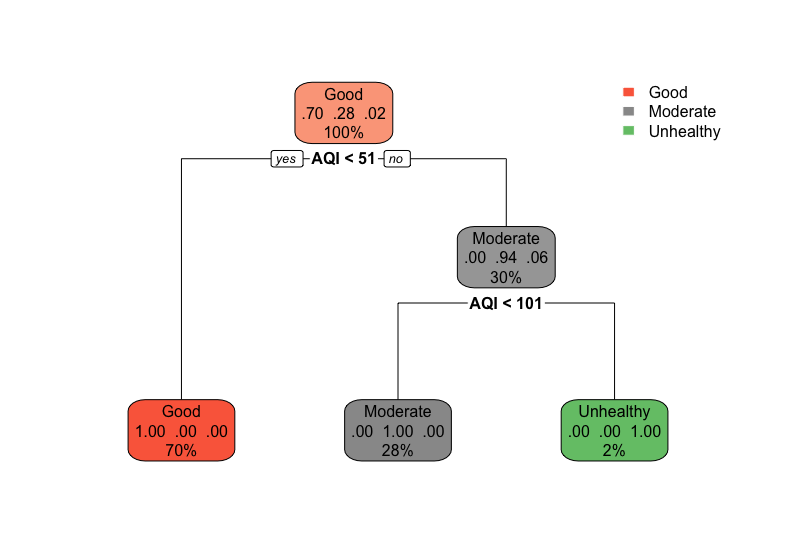 Good
.70 .28 .02
100%
yes AQI < 51 no
Good
Moderate
Unhealthy
Moderate
.00 .94 .06
30%
AQI < 101
Good
1.00 .00 .00
70%
Moderate
.00 1.00 .00
28%
Unhealthy
.00 .00 1.00
2%